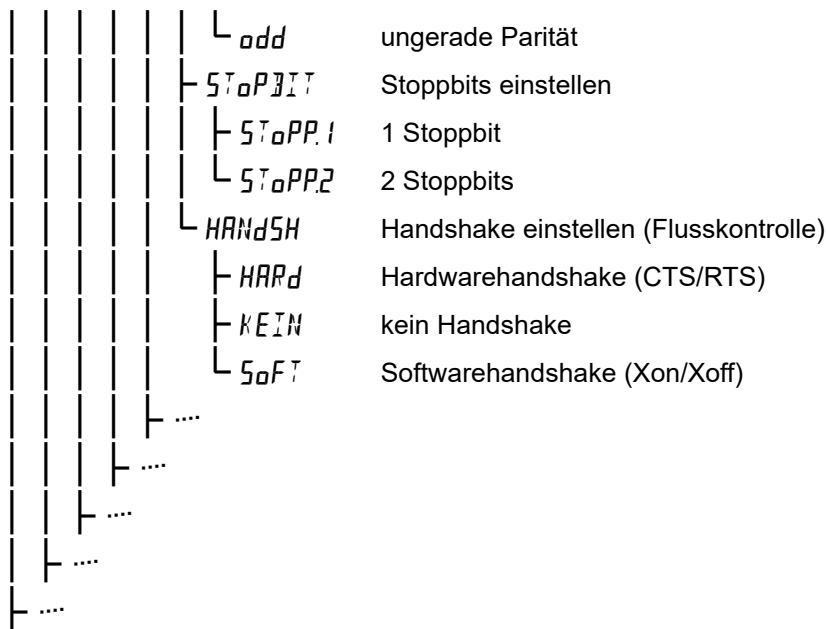 odd ungerade Parität
SToPBIT Stoppbits einstellen
SToPP.1 1 Stoppbit
SToPP.2 2 Stoppbits
HANdSH Handshake einstellen (Flusskontrolle)
HARd Hardwarehandshake (CTS/RTS)
KEIN kein Handshake
SoFT Softwarehandshake (Xon/Xoff)
.....
.....
.....
.....
.....